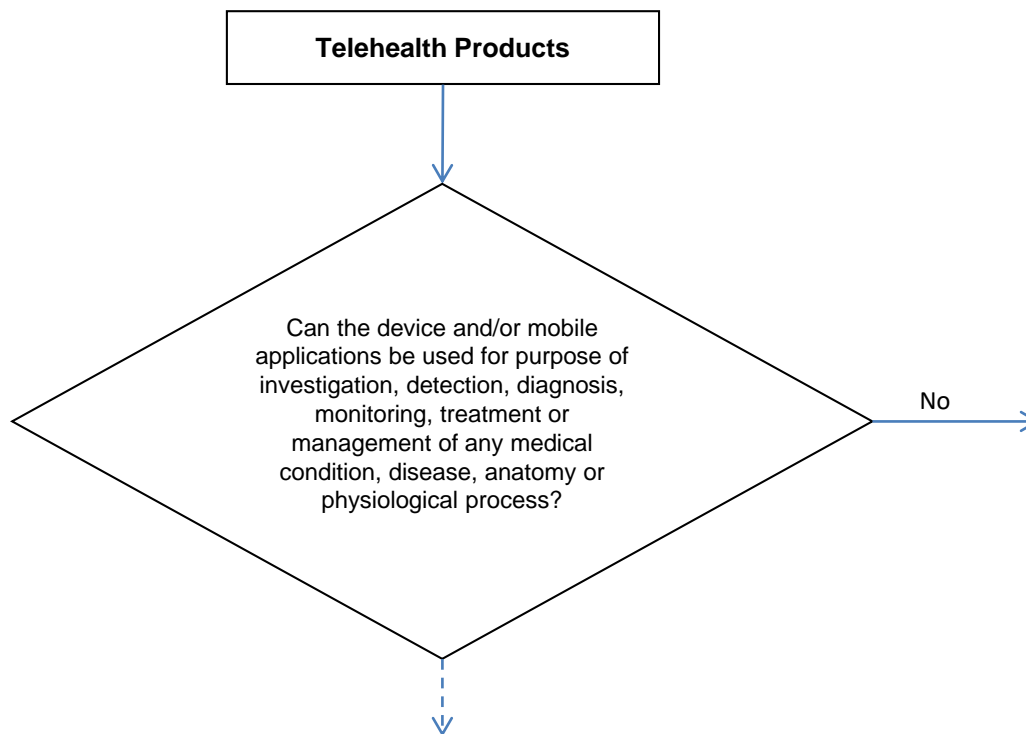 Telehealth Products
Can the device and/or mobile
applications be used for purpose of
investigation, detection, diagnosis,
monitoring, treatment or
management of any medical
condition, disease, anatomy or
physiological process?
No